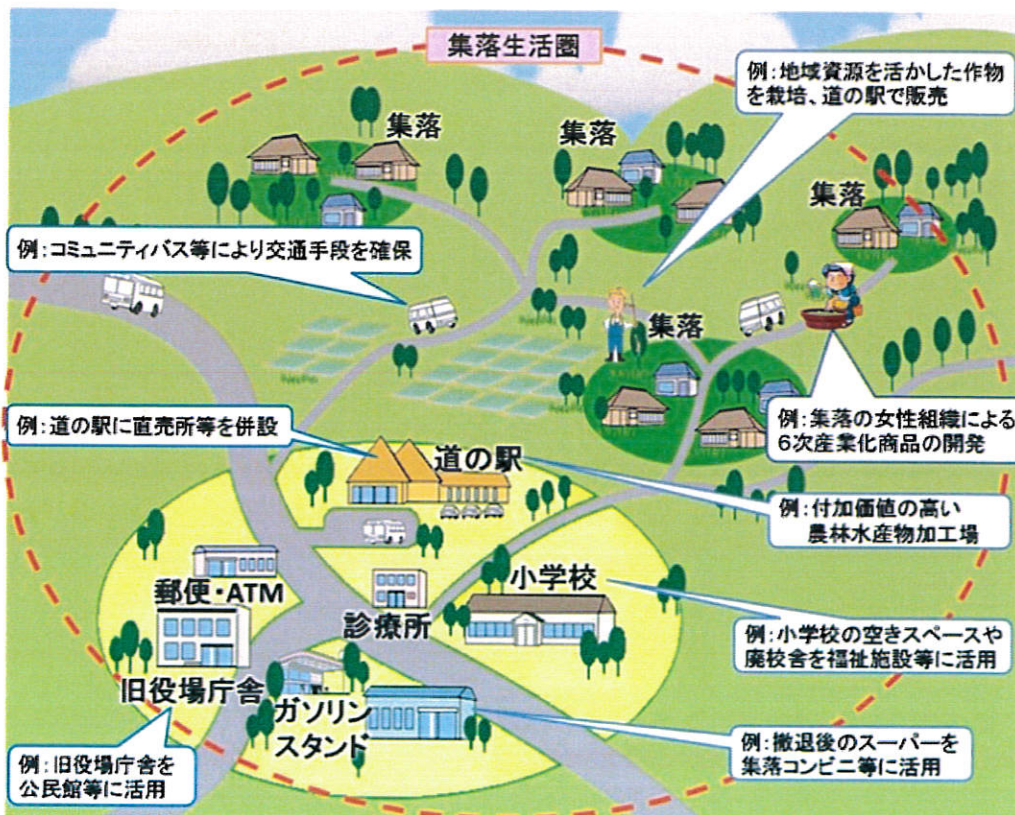 集落生活圏
例：地域資源を活かした作物
を栽培、道の駅で販売
集落
集落
集落
例：コミュニティバス等により交通手段を確保
集落
例：道の駅に直売所等を併設
例：集落の女性組織による
6次産業化商品の開発
道の駅
例：付加価値の高い
農林水産物加工場
郵便・ATM
診療所
小学校
例：小学校の空きスペースや
廃校舎を福祉施設等に活用
旧役場庁舎
ガソリン
スタンド
例：旧役場庁舎を
公民館等に活用
例：撤退後のスーパーを
集落コンビニ等に活用